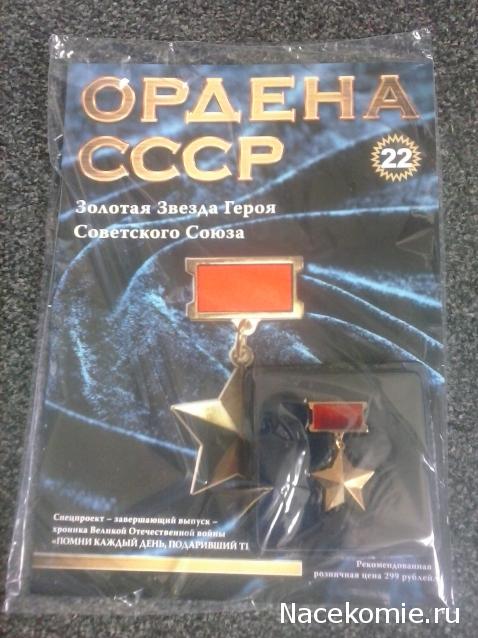 ОРДЕНА
СССР
22
Золотая Звезда Героя
Советского Союза
Спецпроект – завершающий выпуск –
хроника Великой Отечественной войны
«ПОМНИ КАЖДЫЙ ДЕНЬ, ПОДАРИВШИЙ
Рекомендованная
розничная цена 299 рублей
Nacekomie.ru